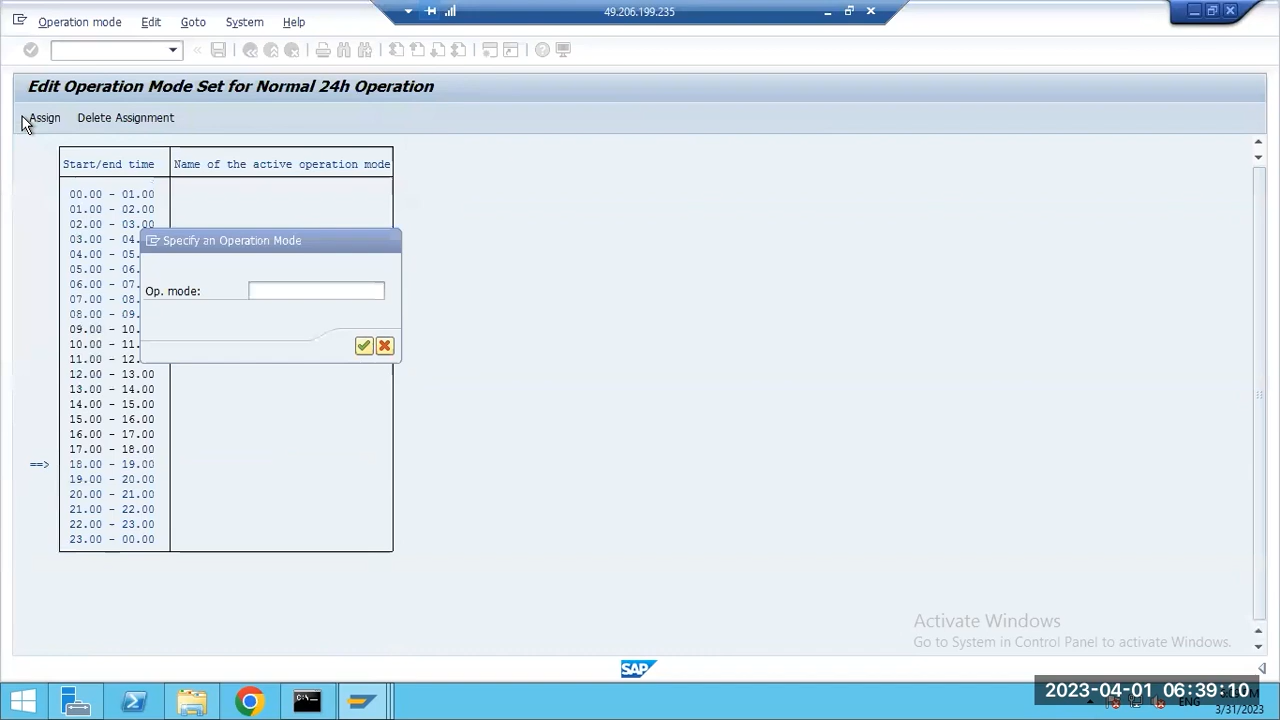 Operation mode Edit Goto System Help
49.206.199.235
Edit Operation Mode Set for Normal 24h Operation
Assign Delete Assignment
Start/end time Name of the active operation mode
00.00 - 01.00
01.00 - 02.00
02.00 - 03.00
03.00 - 04.
04.00 - 05.
05.00 - 06.
06.00 - 07.
07.00 - 08.
08.00 - 09.
09.00 - 10.
10.00 - 11.
11.00 - 12.
12.00 - 13.00
13.00 - 14.00
14.00 - 15.00
15.00 - 16.00
16.00 - 17.00
17.00 - 18.00
==> 18.00 - 19.00
19.00 - 20.00
20.00 - 21.00
21.00 - 22.00
22.00 - 23.00
23.00 - 00.00
Specify an Operation Mode
Op. mode:
Activate Windows
Go to System in Control Panel to activate Windows.
SAP
2023-04-01 06:39:10
ENG
3/31/2023